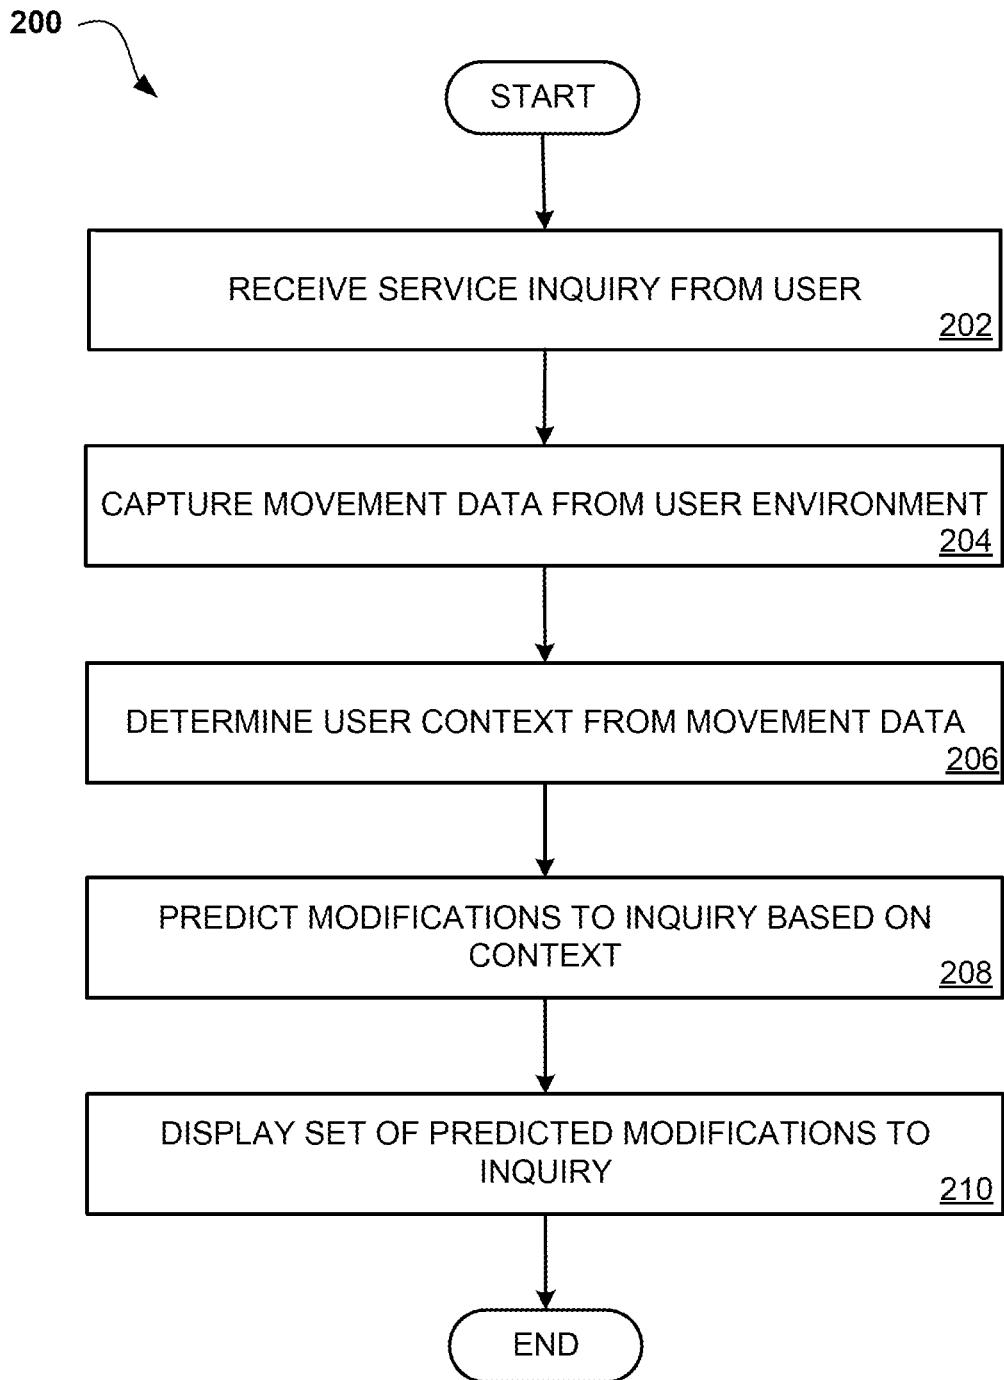 200
START
RECEIVE SERVICE INQUIRY FROM USER
202
CAPTURE MOVEMENT DATA FROM USER ENVIRONMENT
204
DETERMINE USER CONTEXT FROM MOVEMENT DATA
206
PREDICT MODIFICATIONS TO INQUIRY BASED ON
CONTEXT
208
DISPLAY SET OF PREDICTED MODIFICATIONS TO
INQUIRY
210
END